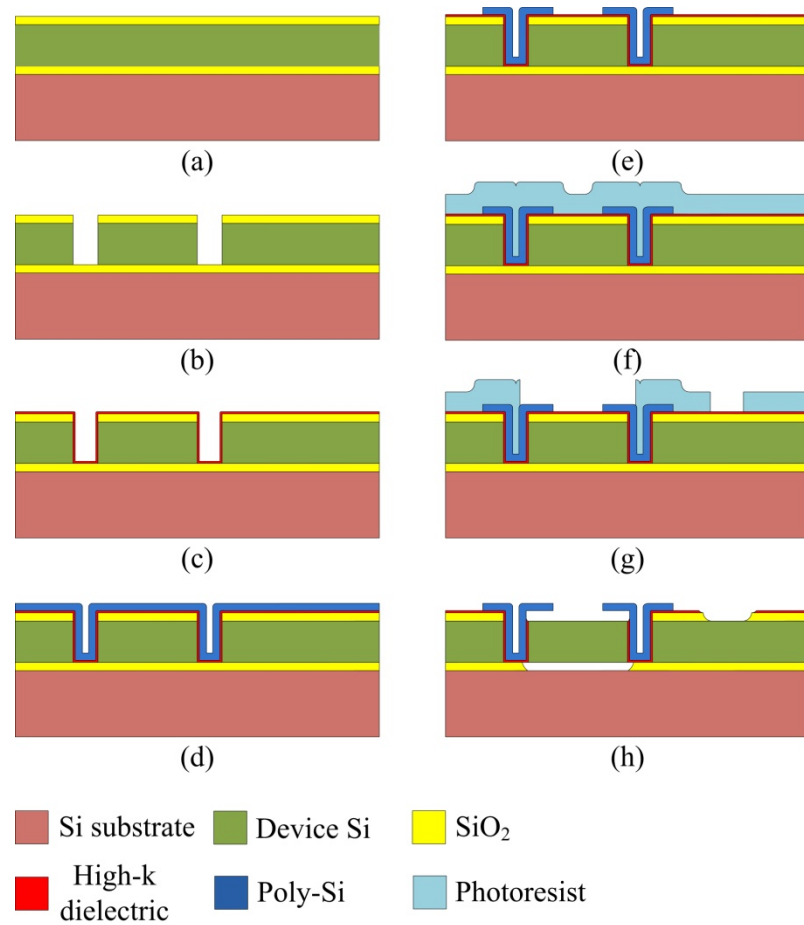 (a)
(b)
(c)
(d)
(e)
(f)
(g)
(h)
Si substrate
Device Si
SiO₂
High-k
dielectric
Poly-Si
Photoresist